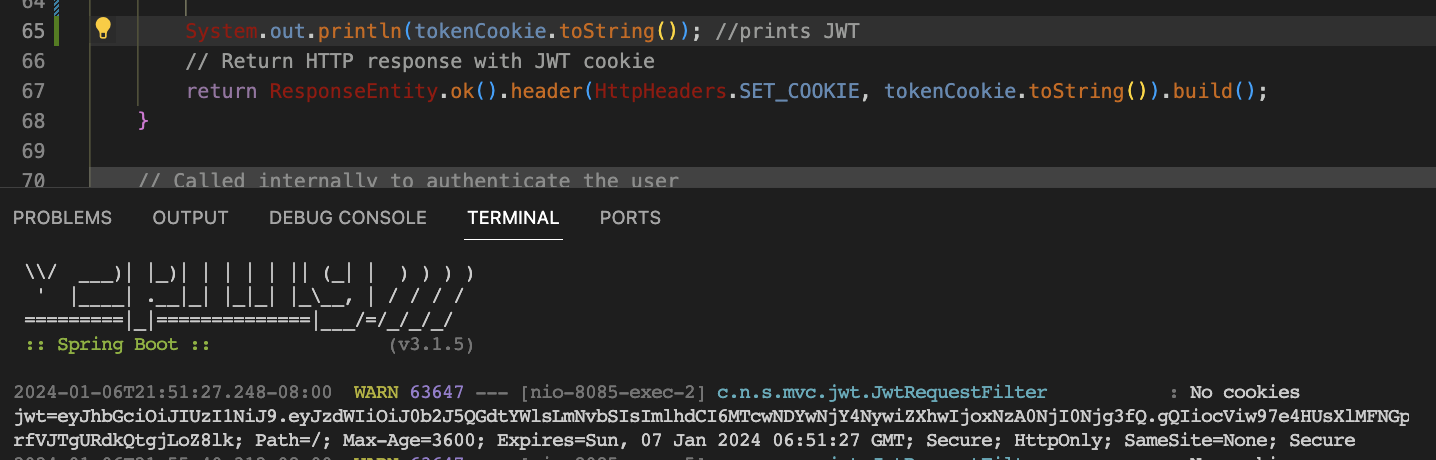 64
65 System.out.println(tokenCookie.toString()); //prints JWT
66 // Return HTTP response with JWT cookie
67 return ResponseEntity.ok().header(HttpHeaders.SET_COOKIE, tokenCookie.toString()).build();
68 }
69
70 // Called internally to authenticate the user
PROBLEMS OUTPUT DEBUG CONSOLE TERMINAL PORTS
\\/  ___)| |_)| | | | | || (_| |  ) ) ) )
'  |____| .__|_| |_|_| |_\__, | / / / /
=========|_|==============|___/=/_/_/_/
:: Spring Boot :: (v3.1.5)
2024-01-06T21:51:27.248-08:00 WARN 63647 --- [nio-8085-exec-2] c.n.s.mvc.jwt.JwtRequestFilter : No cookies
jwt=eyJhbGciOiJIUzI1NiJ9.eyJzdWIiOiJ0b2J5QGdtYWlsLmNvbSIsImlhdCI6MTcwNDYwNjY4NywiZXhwIjoxNzA0NjI0Njg3fQ.gQIiocViw97e4HUsXlMFNGp
rfVJTgURdkQtgjLoZ8lk; Path=/; Max-Age=3600; Expires=Sun, 07 Jan 2024 06:51:27 GMT; Secure; HttpOnly; SameSite=None; Secure